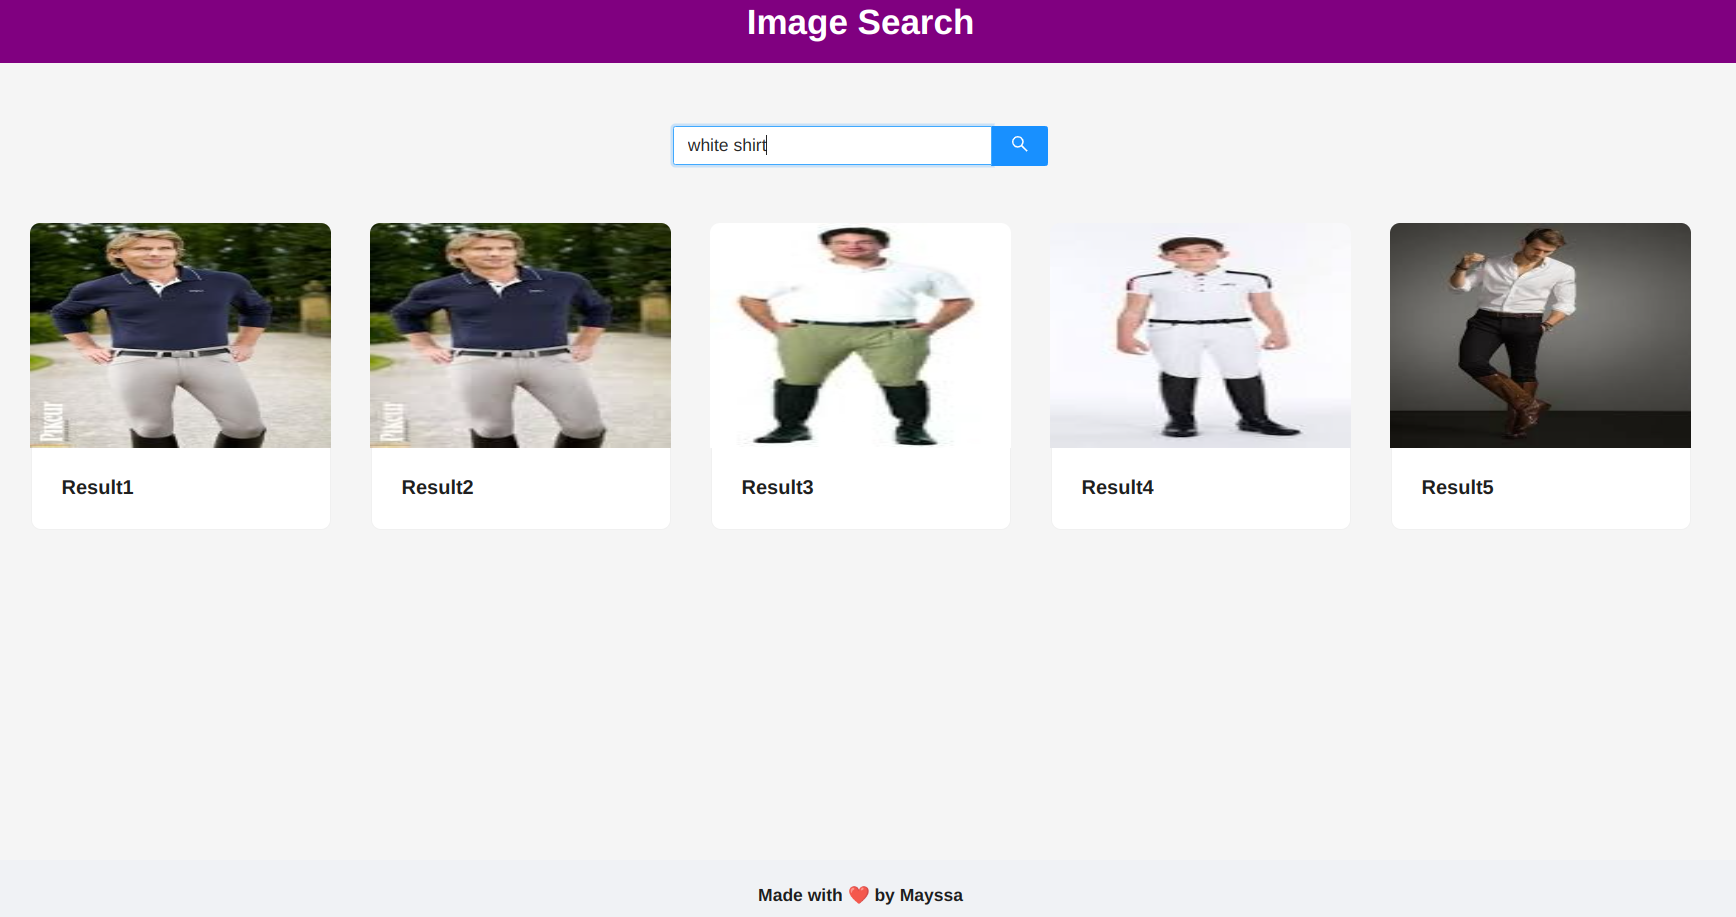 Image Search
white shirt
Pikeur
Pikeur
Result1
Result2
Result3
Result4
Result5
Made with ❤️ by Mayssa